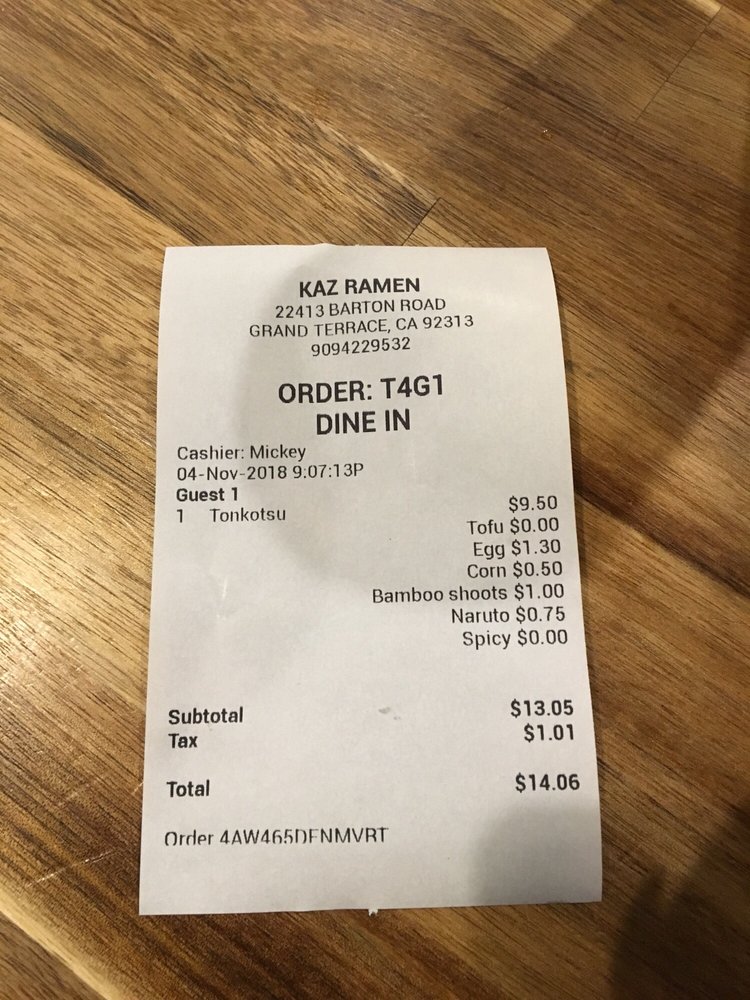 KAZ RAMEN
22413 BARTON ROAD
GRAND TERRACE, CA 92313
9094229532
ORDER: T4G1
DINE IN
Cashier: Mickey
04-Nov-2018 9:07:13P
Guest 1
1 Tonkotsu $9.50
Tofu $0.00
Egg $1.30
Corn $0.50
Bamboo shoots $1.00
Naruto $0.75
Spicy $0.00
Subtotal $13.05
Tax $1.01
Total $14.06
Order 4AW465DFNMVRT